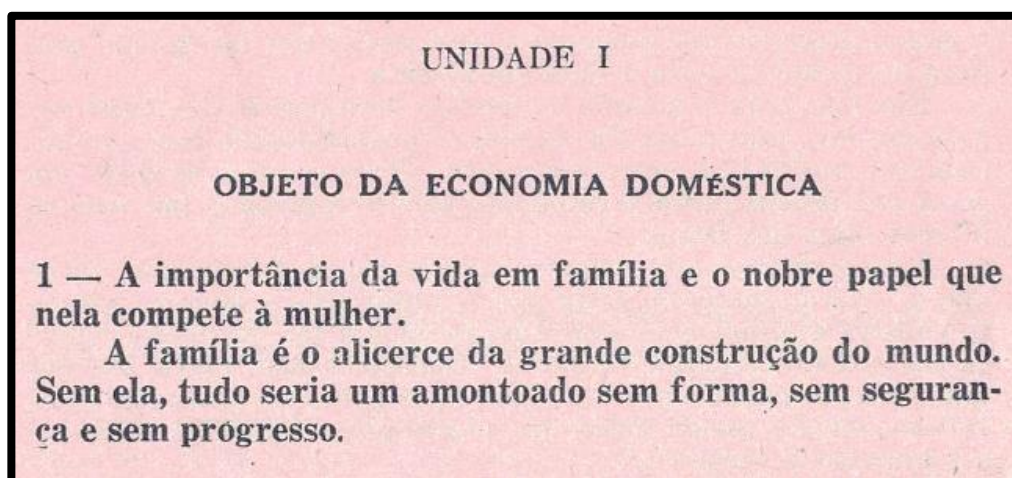 UNIDADE I
OBJETO DA ECONOMIA DOMÉSTICA
1 — A importância da vida em família e o nobre papel que
nela compete à mulher.
A família é o alicerce da grande construção do mundo.
Sem ela, tudo seria um amontoado sem forma, sem seguran-
ça e sem progresso.